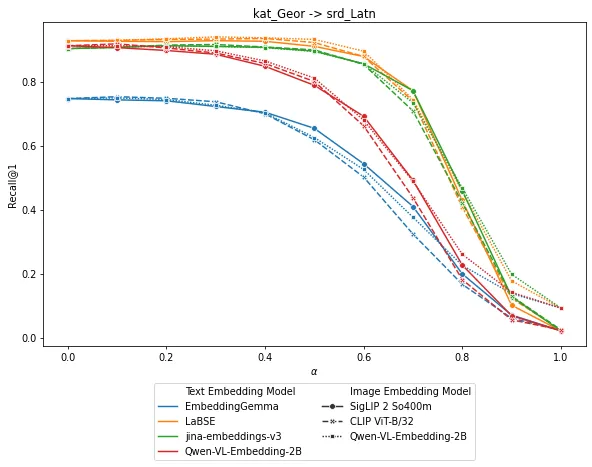 kat_Geor -> srd_Latn
Recall@1
0.8
0.6
0.4
0.2
0.0
0.0 0.2 0.4 0.6 0.8 1.0
α
Text Embedding Model
EmbeddingGemma
LaBSE
jina-embeddings-v3
Qwen-VL-Embedding-2B
Image Embedding Model
SigLIP 2 So400m
CLIP ViT-B/32
Qwen-VL-Embedding-2B